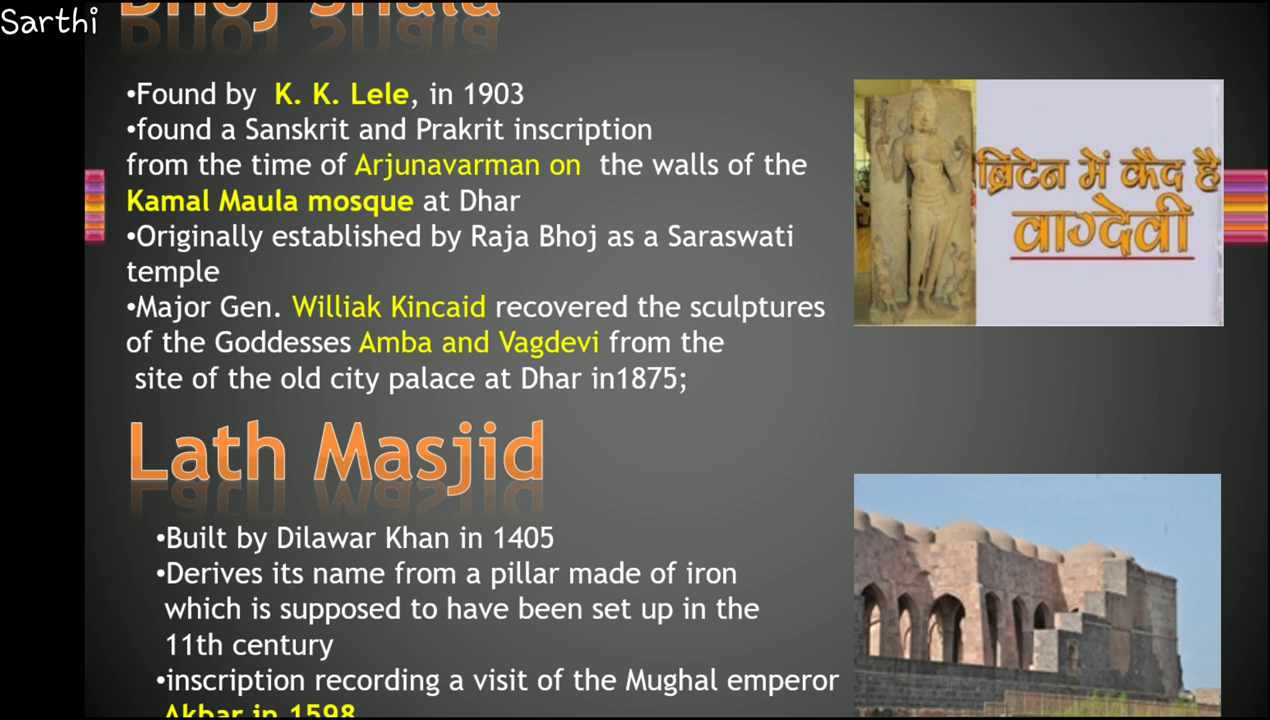 Sarthi
Bhoj Shala
•Found by K. K. Lele, in 1903
•found a Sanskrit and Prakrit inscription
from the time of Arjunavarman on the walls of the
Kamal Maula mosque at Dhar
•Originally established by Raja Bhoj as a Saraswati
temple
•Major Gen. Williak Kincaid recovered the sculptures
of the Goddesses Amba and Vagdevi from the
site of the old city palace at Dhar in1875;
ब्रिटेन में कैद है
वाग्देवी
Lath Masjid
•Built by Dilawar Khan in 1405
•Derives its name from a pillar made of iron
which is supposed to have been set up in the
11th century
•inscription recording a visit of the Mughal emperor
Akbar in 1598